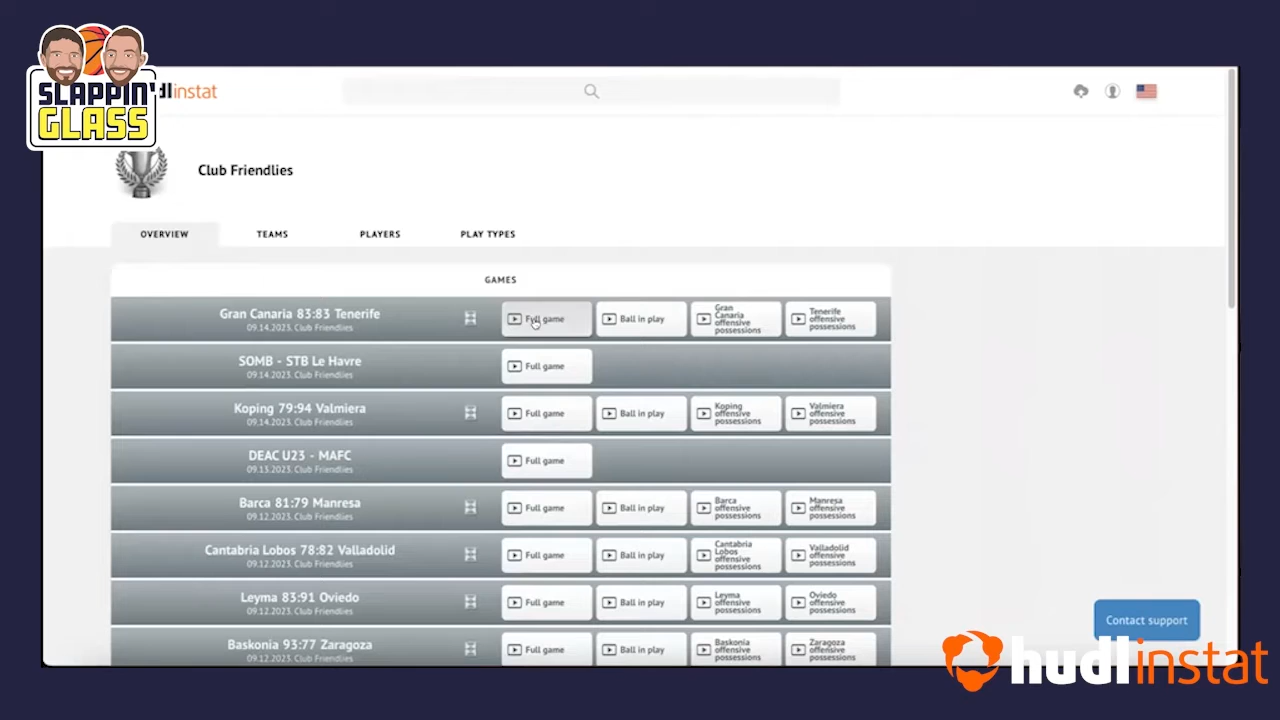 SLAPPIN'
GLASS
dlinstat
Club Friendlies
OVERVIEW TEAMS PLAYERS PLAY TYPES
GAMES
Gran Canaria 83:83 Tenerife
09.14.2023. Club Friendlies
Full game
Ball in play
Gran
Canaria
offensive
possessions
Tenerife
offensive
possessions
SOMB - STB Le Havre
09.14.2023. Club Friendlies
Full game
Koping 79:94 Valmiera
09.14.2023. Club Friendlies
Full game
Ball in play
Koping
offensive
possessions
Valmiera
offensive
possessions
DEAC U23 - MAFC
09.13.2023. Club Friendlies
Full game
Barca 81:79 Manresa
09.12.2023. Club Friendlies
Full game
Ball in play
Barca
offensive
possessions
Manresa
offensive
possessions
Cantabria Lobos 78:82 Valladolid
09.12.2023. Club Friendlies
Full game
Ball in play
Cantabria
Lobos
offensive
possessions
Valladolid
offensive
possessions
Leyma 83:91 Oviedo
09.12.2023. Club Friendlies
Full game
Ball in play
Leyma
offensive
possessions
Oviedo
offensive
possessions
Baskonia 93:77 Zaragoza
09.12.2023. Club Friendlies
Full game
Ball in play
Baskonia
offensive
possessions
Zaragoza
offensive
possessions
Contact support
hudlinstat